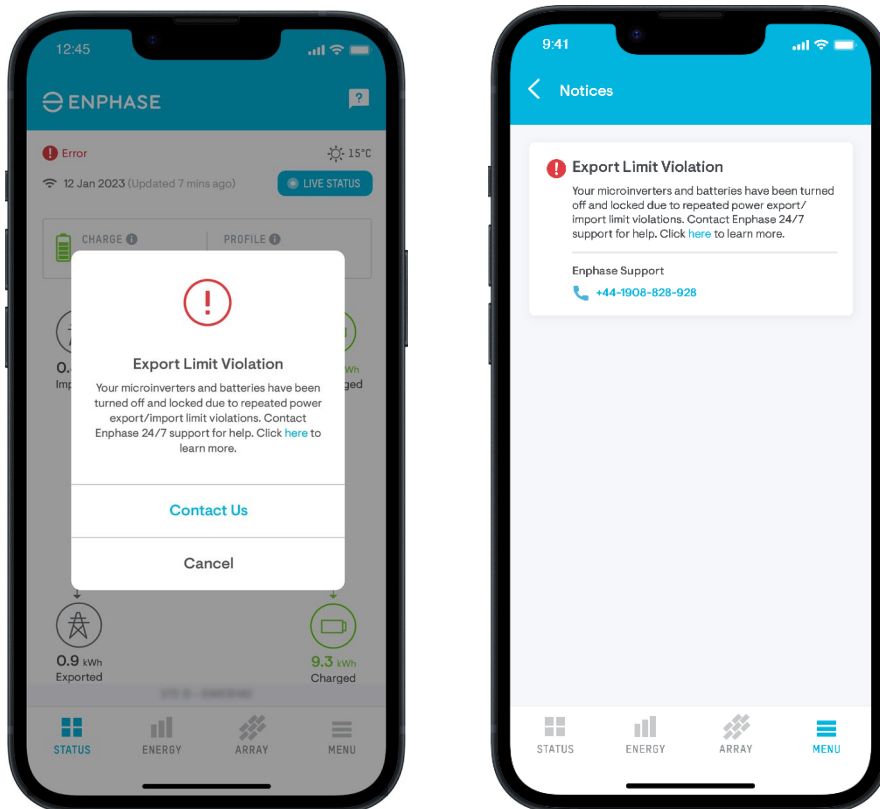 12:45
ENPHASE
?
Error
15°C
12 Jan 2023 (Updated 7 mins ago)
LIVE STATUS
CHARGE
PROFILE
Export Limit Violation
Your microinverters and batteries have been
turned off and locked due to repeated power
export/import limit violations. Contact
Enphase 24/7 support for help. Click here to
learn more.
Contact Us
Cancel
0.9 kWh
Exported
9.3 kWh
Charged
STATUS
ENERGY
ARRAY
MENU
9:41
Notices
Export Limit Violation
Your microinverters and batteries have been turned
off and locked due to repeated power export/
import limit violations. Contact Enphase 24/7
support for help. Click here to learn more.
Enphase Support
+44-1908-828-928
STATUS
ENERGY
ARRAY
MENU